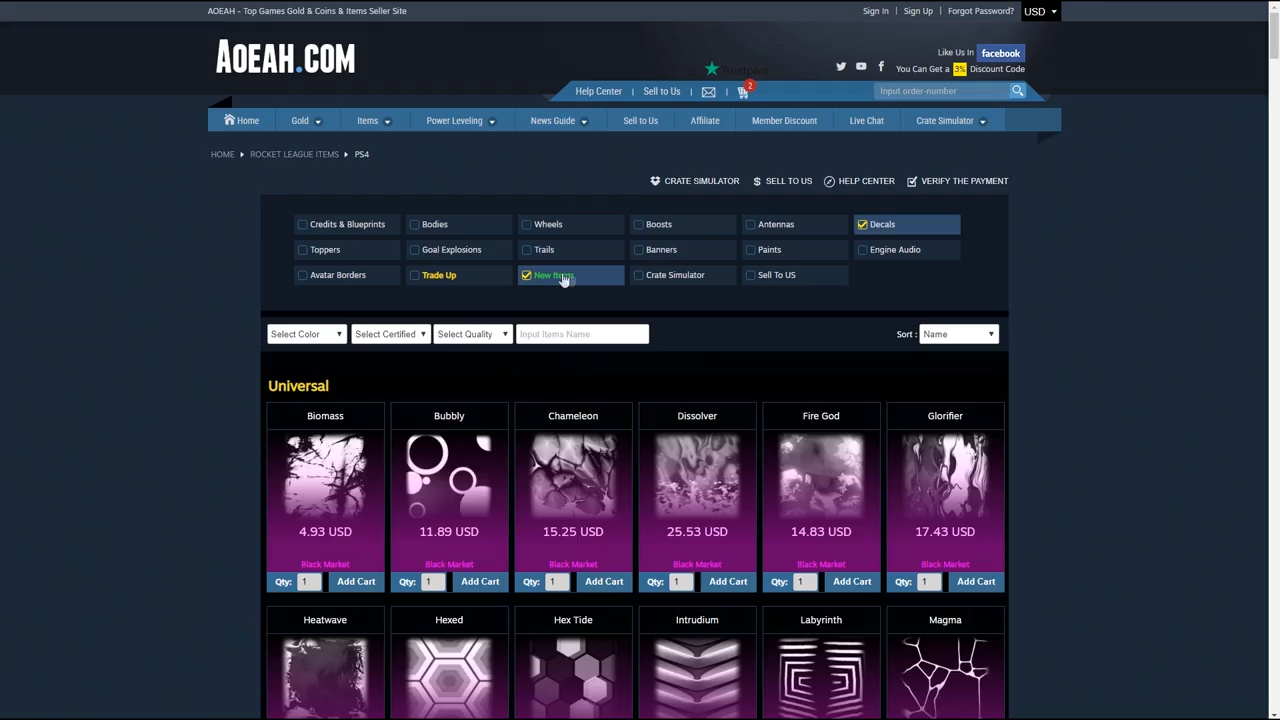 AOEAH - Top Games Gold & Coins & Items Seller Site
Sign In | Sign Up | Forgot Password? USD
AOEAH.COM
Like Us In facebook
You Can Get a 3% Discount Code
Trustpilot
Help Center | Sell to Us | 2
Input order-number
Home Gold Items Power Leveling News Guide Sell to Us Affiliate Member Discount Live Chat Crate Simulator
HOME ROCKET LEAGUE ITEMS PS4
CRATE SIMULATOR $ SELL TO US HELP CENTER VERIFY THE PAYMENT
Credits & Blueprints Bodies Wheels Boosts Antennas Decals
Toppers Goal Explosions Trails Banners Paints Engine Audio
Avatar Borders Trade Up New Items Crate Simulator Sell To US
Select Color Select Certified Select Quality Input Items Name Sort : Name
Universal
Biomass Bubbly Chameleon Dissolver Fire God Glorifier
4.93 USD 11.89 USD 15.25 USD 25.53 USD 14.83 USD 17.43 USD
Black Market Black Market Black Market Black Market Black Market Black Market
Qty: 1 Add Cart Qty: 1 Add Cart Qty: 1 Add Cart Qty: 1 Add Cart Qty: 1 Add Cart Qty: 1 Add Cart
Heatwave Hexed Hex Tide Intrudium Labyrinth Magma